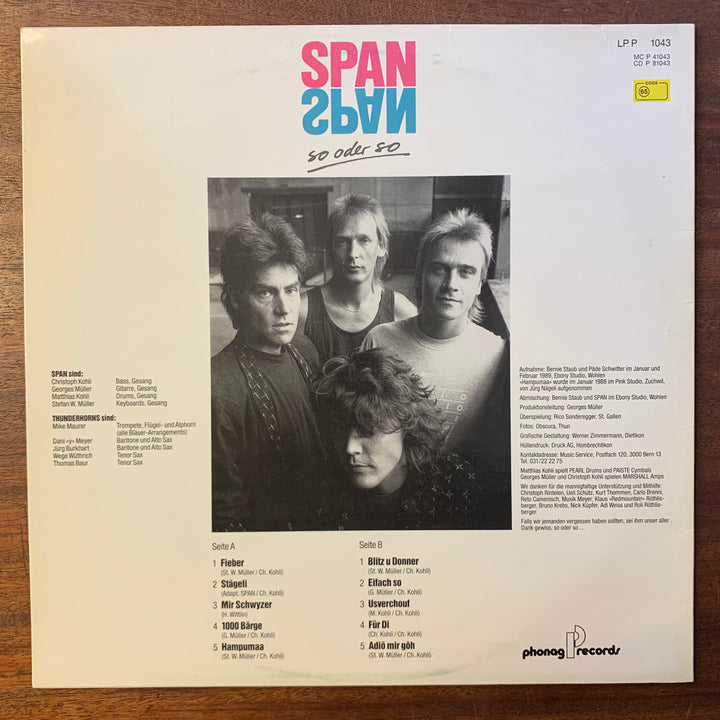 SPAN
SPAN
so oder so
LP P 1043
MC P 41043
CD P 81043
CODE
65
SPAN sind:
Christoph Kohli Bass, Gesang
Georges Müller Gitarre, Gesang
Matthias Kohli Drums, Gesang
Stefan W. Müller Keyboards, Gesang
THUNDERHORNS sind:
Mike Maurer Trompete, Flügel- und Alphorn
(alle Bläser-Arrangements)
Dani «y» Meyer Baritone und Alto Sax
Jürg Burkhart Baritone und Alto Sax
Wege Wüthrich Tenor Sax
Thomas Baur Tenor Sax
Aufnahme: Bernie Staub und Päde Schwitter im Januar und
Februar 1989, Ebony Studio, Wohlen
«Hampumaa» wurde im Januar 1988 im Pink Studio, Zuchwil,
von Jürg Nägeli aufgenommen
Abmischung: Bernie Staub und SPAN im Ebony Studio, Wohlen
Produktionsleitung: Georges Müller
Überspielung: Rico Sonderegger, St. Gallen
Fotos: Obscura, Thun
Grafische Gestaltung: Werner Zimmermann, Dietikon
Hüllendruck: Druck AG, Hombrechtikon
Kontaktadresse: Music Service, Postfach 120, 3000 Bern 13
Tel. 031/22 22 75
Matthias Kohli spielt PEARL Drums und PAISTE Cymbals
Georges Müller und Christoph Kohli spielen MARSHALL Amps
Wir danken für die mannigfaltige Unterstützung und Mithilfe:
Christoph Rintelen, Ueli Schütz, Kurt Thommen, Carlo Brenni,
Reto Camenisch, Musik Meyer, Klaus «Redmountain» Röthlis-
berger, Bruno Krebs, Nick Küpfer, Adi Weiss und Roli Röthlis-
berger.
Falls wir jemanden vergessen haben sollten, sei ihm unser aller
Dank gewiss, so oder so ...
Seite A
1 Fieber
(St. W. Müller / Ch. Kohli)
2 Stägeli
(Adapt. SPAN / Ch. Kohli)
3 Mir Schwyzer
(H. Wittlin)
4 1000 Bärge
(G. Müller / Ch. Kohli)
5 Hampumaa
(St. W. Müller / Ch. Kohli)
Seite B
1 Blitz u Donner
(St. W. Müller / Ch. Kohli)
2 Eifach so
(G. Müller / Ch. Kohli)
3 Usverchouf
(M. Kohli / Ch. Kohli)
4 Für Di
(Ch. Kohli / Ch. Kohli)
5 Adiö mir göh
(St. W. Müller / Ch. Kohli)
phonag records